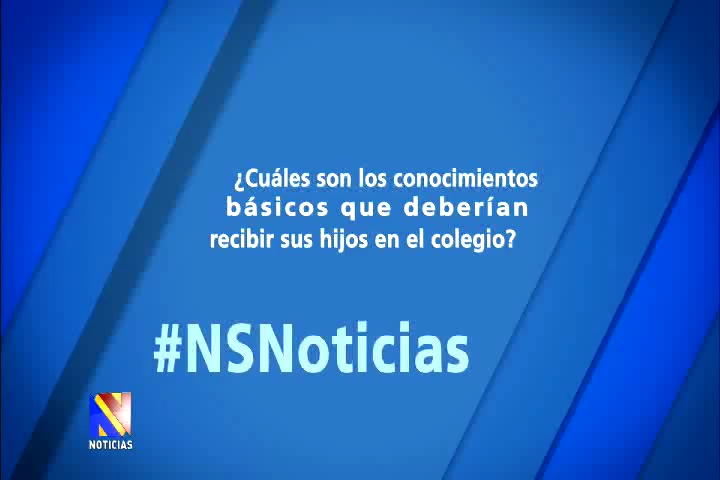 ¿Cuáles son los conocimientos
básicos que deberían
recibir sus hijos en el colegio?
#NSNoticias
N
NOTICIAS